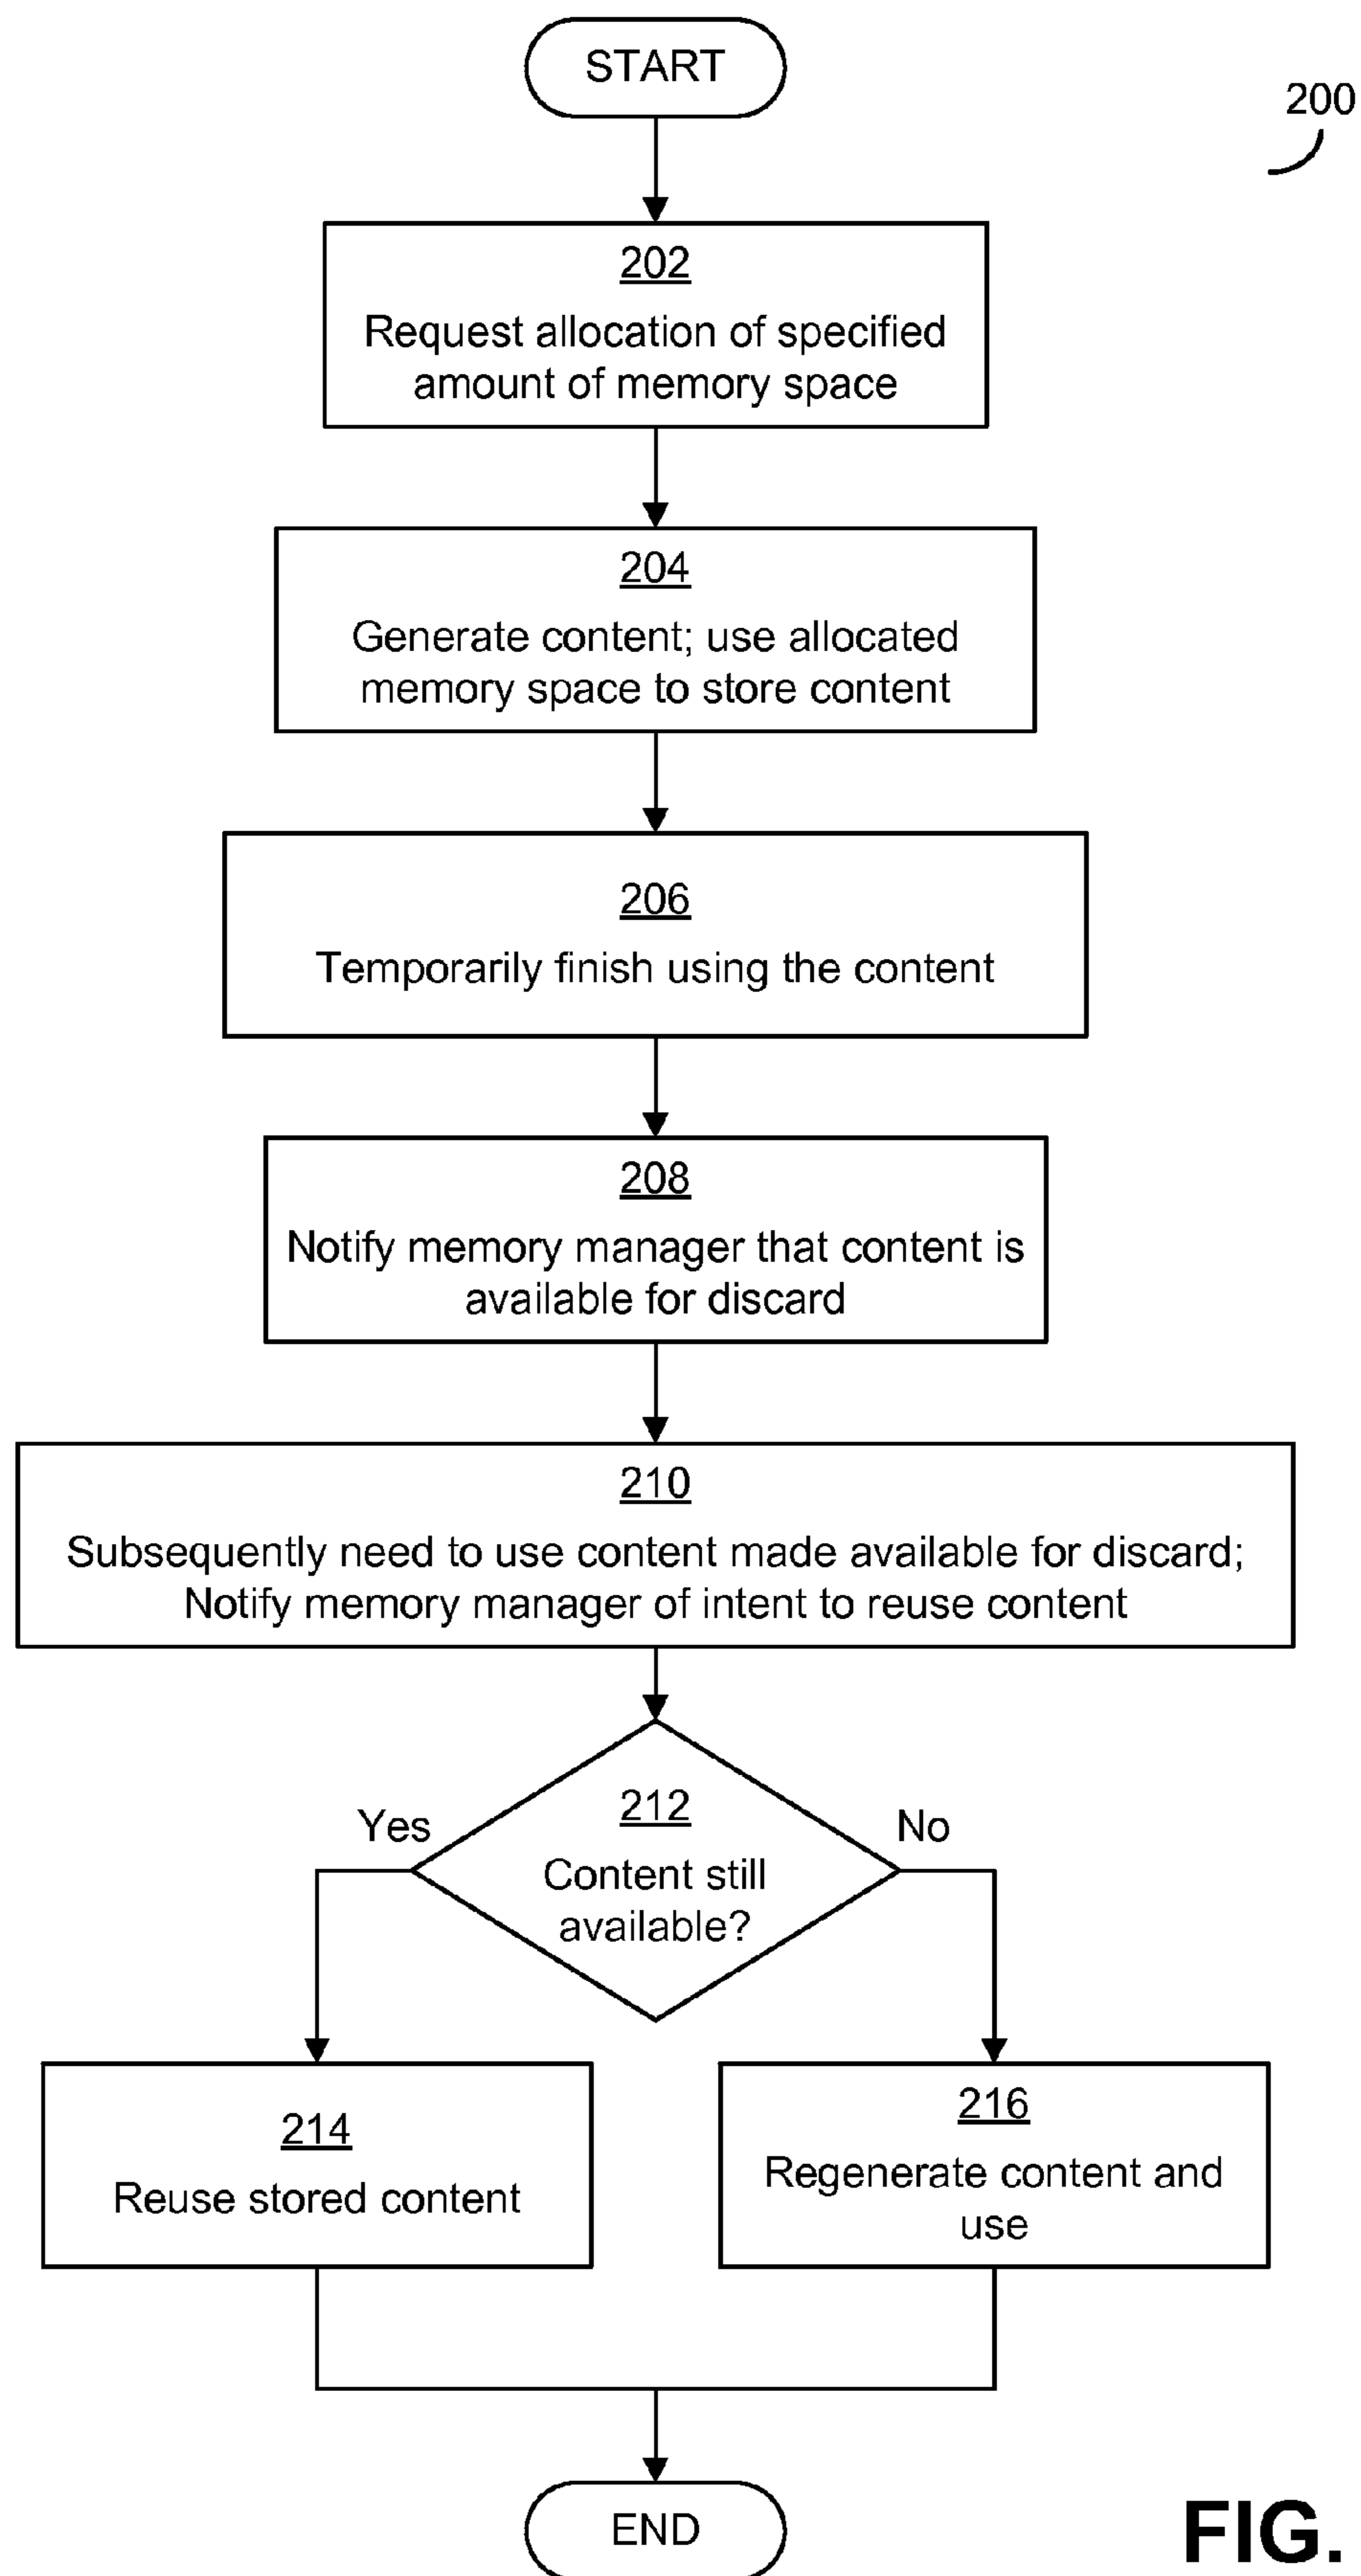 START
200
202
Request allocation of specified
amount of memory space
204
Generate content; use allocated
memory space to store content
206
Temporarily finish using the content
208
Notify memory manager that content is
available for discard
210
Subsequently need to use content made available for discard;
Notify memory manager of intent to reuse content
212
Yes
No
Content still
available?
214
Reuse stored content
216
Regenerate content and
use
END
FIG.